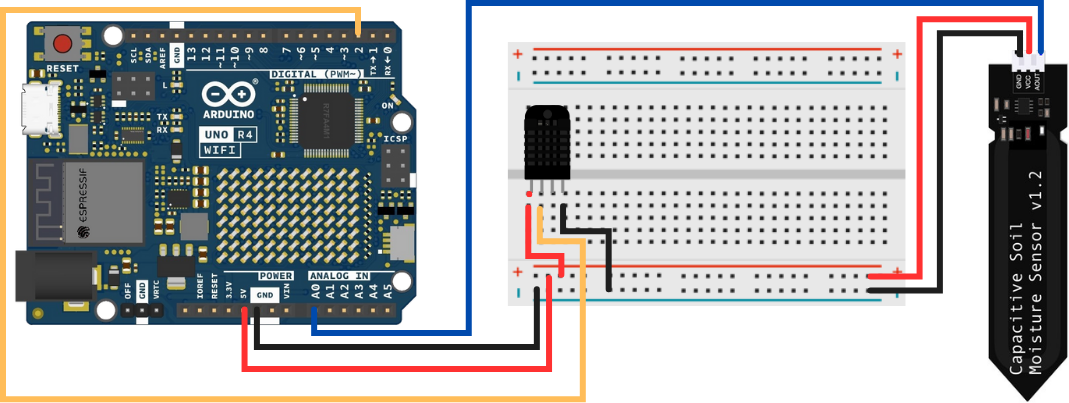 RESET
SCL
SDA
AREF
GND
13
12
~11
~10
~9
8
7
~6
~5
4
~3
2
TX→1
RX←0
DIGITAL (PWM~)
L
TX
RX
ON
ARDUINO
®
UNO R4
WIFI
ICSP
ESPRESSIF
OFF
GND
VRTC
IOREF
RESET
3.3V
5V
GND
VIN
POWER
ANALOG IN
A0
A1
A2
A3
A4
A5
+
+
+
+
GND
VCC
AOUT
Capacitive Soil
Moisture Sensor v1.2